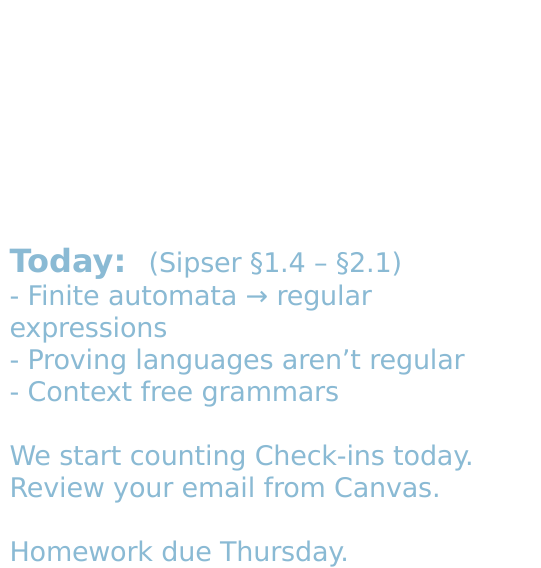 Today: (Sipser §1.4 – §2.1)
- Finite automata → regular
expressions
- Proving languages aren’t regular
- Context free grammars
We start counting Check-ins today.
Review your email from Canvas.
Homework due Thursday.